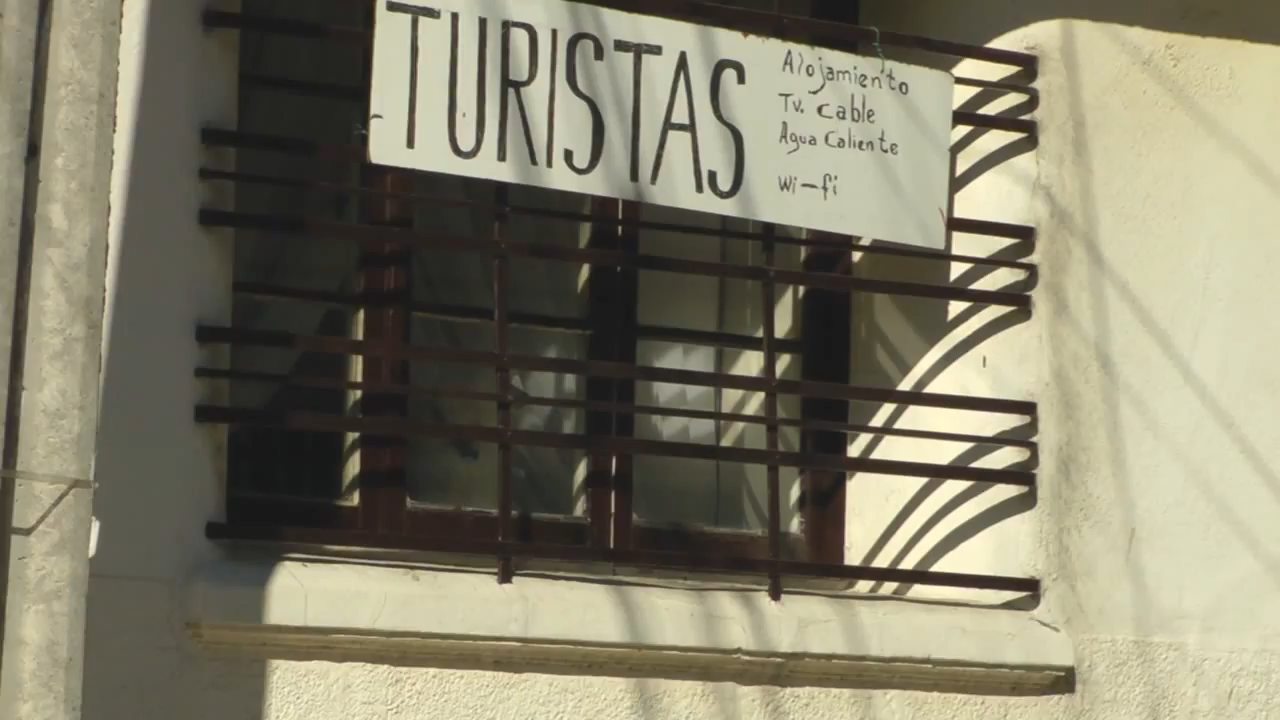 TURISTAS
Alojamiento
Tv. cable
Agua Caliente
Wi-fi